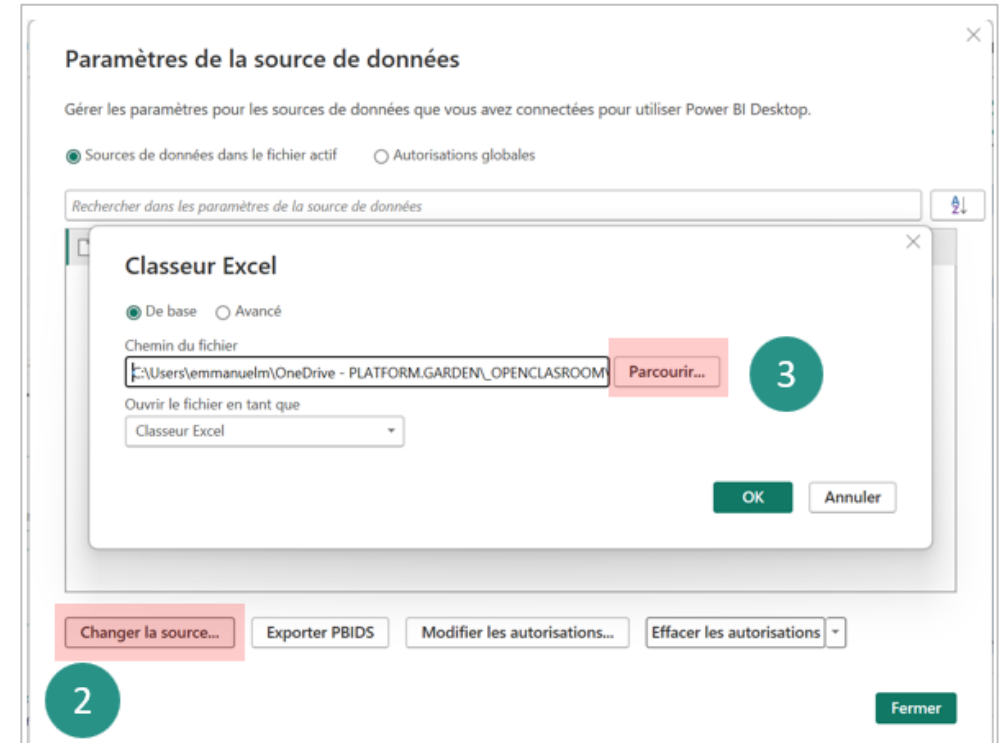 Paramètres de la source de données
Gérer les paramètres pour les sources de données que vous avez connectées pour utiliser Power BI Desktop.
Sources de données dans le fichier actif Autorisations globales
Rechercher dans les paramètres de la source de données
Classeur Excel
De base Avancé
Chemin du fichier
C:\Users\emmanuelm\OneDrive - PLATFORM.GARDEN\_OPENCLASROOM\ Parcourir... 3
Ouvrir le fichier en tant que
Classeur Excel
OK Annuler
Changer la source... Exporter PBIDS Modifier les autorisations... Effacer les autorisations
2
Fermer